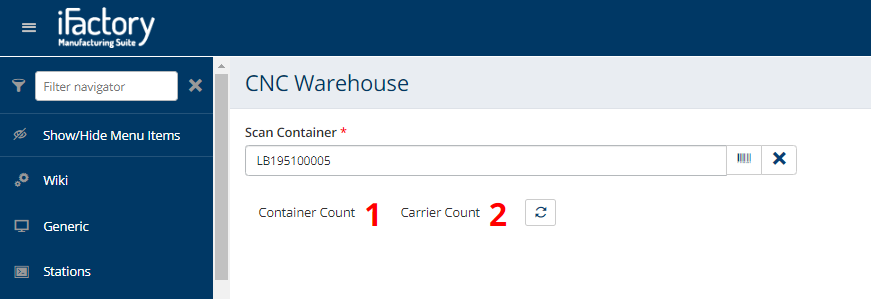 iFactory
Manufacturing Suite
Filter navigator
Show/Hide Menu Items
Wiki
Generic
Stations
CNC Warehouse
Scan Container *
LB195100005
Container Count 1 Carrier Count 2